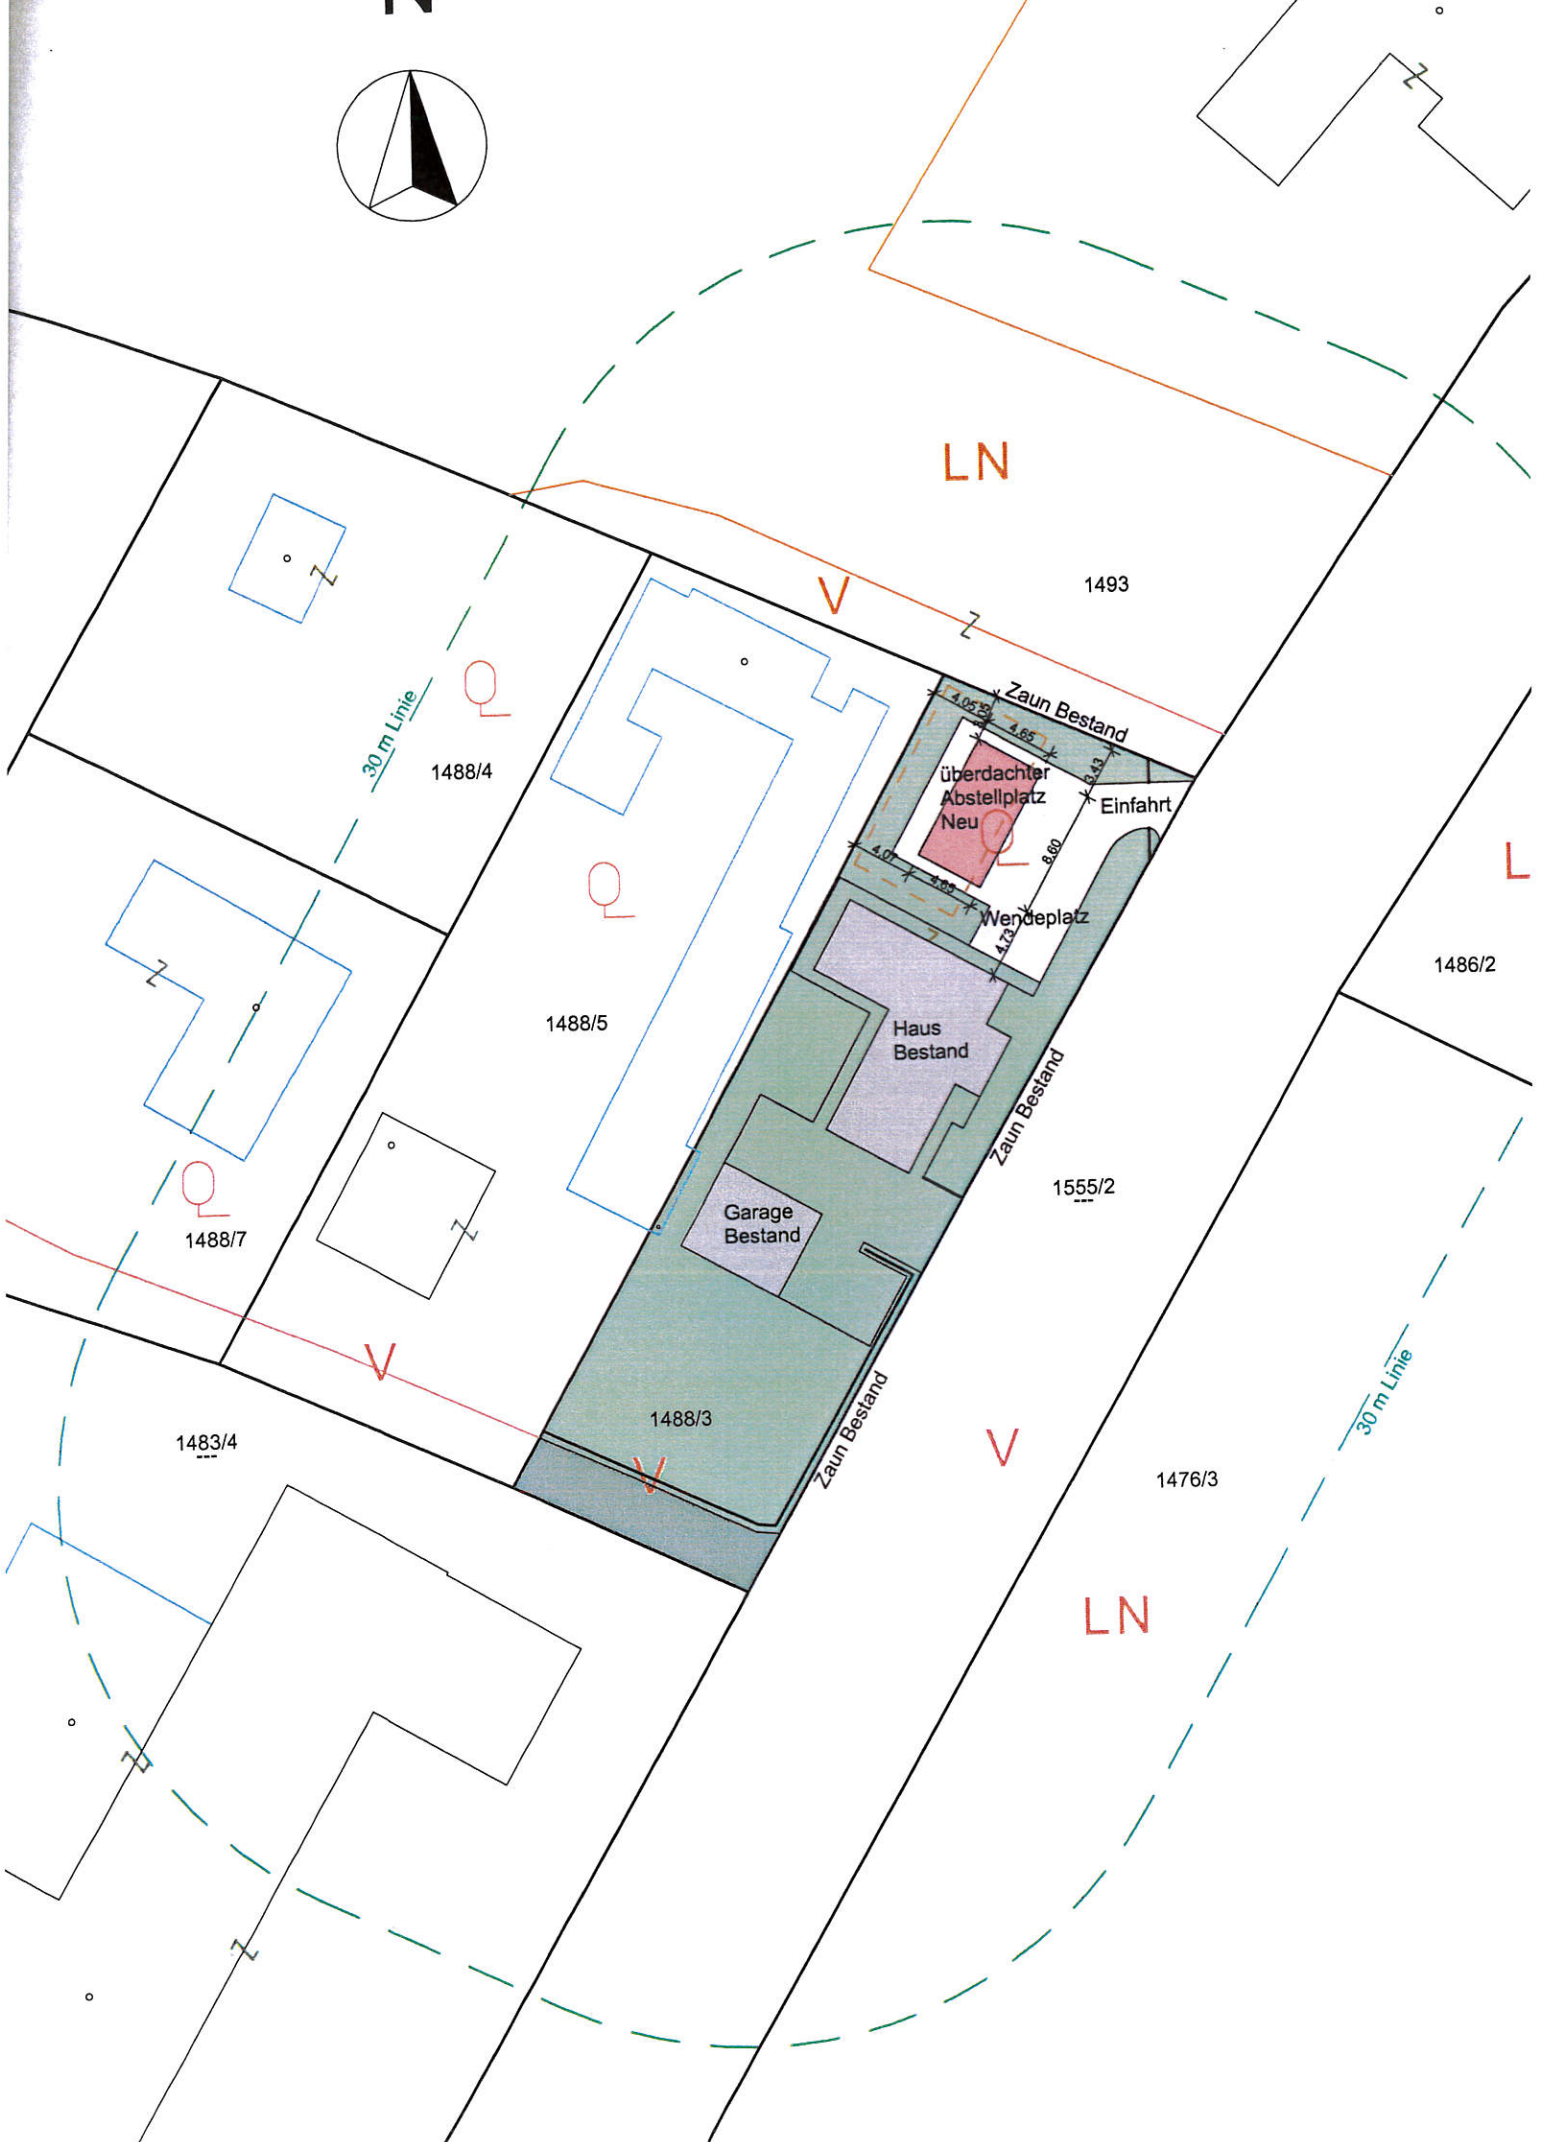 N
LN
1493
V
Z
Z
Z
30 m Linie
1488/4
Zaun Bestand
4,05
4,65
3,43
überdachter
Abstellplatz
Neu
Einfahrt
8,60
4,07
4,65
Wendeplatz
4,73
L
1486/2
Z
1488/5
Haus
Bestand
Zaun Bestand
1555/2
Garage
Bestand
1488/7
Z
V
30 m Linie
1488/3
Zaun Bestand
1483/4
V
V
1476/3
LN
Z
Z